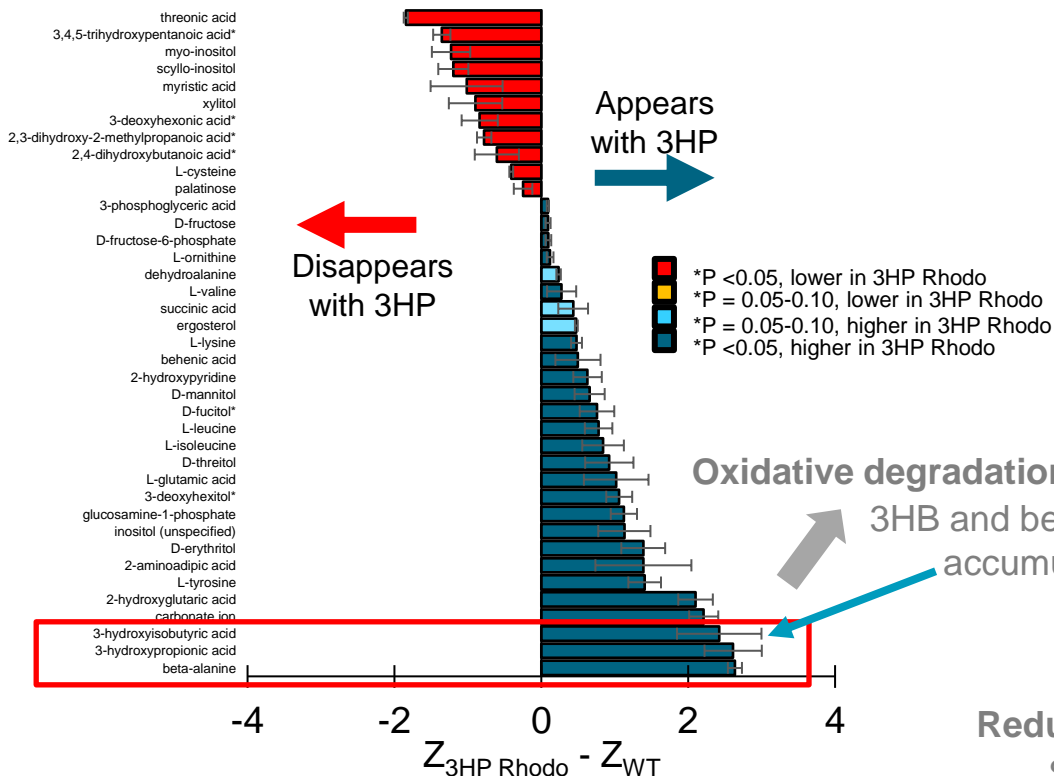 threonic acid
3,4,5-trihydroxypentanoic acid*
myo-inositol
scyllo-inositol
myristic acid
xylitol
3-deoxyhexonic acid*
2,3-dihydroxy-2-methylpropanoic acid*
2,4-dihydroxybutanoic acid*
L-cysteine
palatinose
3-phosphoglyceric acid
D-fructose
D-fructose-6-phosphate
L-ornithine
dehydroalanine
L-valine
succinic acid
ergosterol
L-lysine
behenic acid
2-hydroxypyridine
D-mannitol
D-fucitol*
L-leucine
L-isoleucine
D-threitol
L-glutamic acid
3-deoxyhexitol*
glucosamine-1-phosphate
inositol (unspecified)
D-erythritol
2-aminoadipic acid
L-tyrosine
2-hydroxyglutaric acid
carbonate ion
3-hydroxyisobutyric acid
3-hydroxypropionic acid
beta-alanine
Appears
with 3HP
Disappears
with 3HP
*P <0.05, lower in 3HP Rhodo
*P = 0.05-0.10, lower in 3HP Rhodo
*P = 0.05-0.10, higher in 3HP Rhodo
*P <0.05, higher in 3HP Rhodo
Oxidative degradation
3HB and be
accumu
Redu
-4 -2 0 2 4
Z3HP Rhodo - ZWT